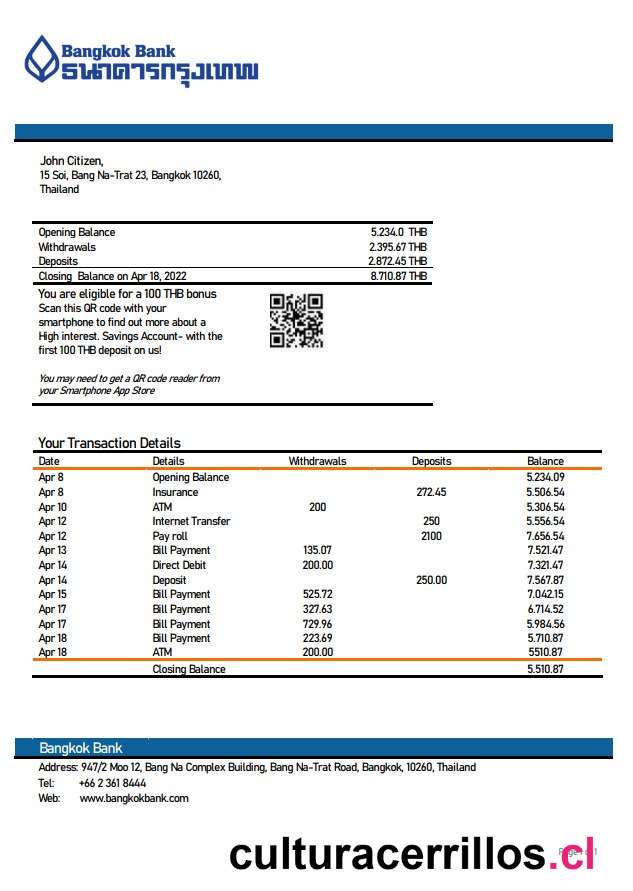 Bangkok Bank
ธนาคารกรุงเทพ
John Citizen,
15 Soi, Bang Na-Trat 23, Bangkok 10260,
Thailand
Opening Balance 5.234.0 THB
Withdrawals 2.395.67 THB
Deposits 2.872.45 THB
Closing Balance on Apr 18, 2022 8.710.87 THB
You are eligible for a 100 THB bonus
Scan this QR code with your
smartphone to find out more about a
High interest. Savings Account- with the
first 100 THB deposit on us!
You may need to get a QR code reader from
your Smartphone App Store
Your Transaction Details
Date Details Withdrawals Deposits Balance
Apr 8 Opening Balance 5.234.09
Apr 8 Insurance 272.45 5.506.54
Apr 10 ATM 200 5.306.54
Apr 12 Internet Transfer 250 5.556.54
Apr 12 Pay roll 2100 7.656.54
Apr 13 Bill Payment 135.07 7.521.47
Apr 14 Direct Debit 200.00 7.321.47
Apr 14 Deposit 250.00 7.567.87
Apr 15 Bill Payment 525.72 7.042.15
Apr 17 Bill Payment 327.63 6.714.52
Apr 17 Bill Payment 729.96 5.984.56
Apr 18 Bill Payment 223.69 5.710.87
Apr 18 ATM 200.00 5510.87
Closing Balance 5.510.87
Bangkok Bank
Address: 947/2 Moo 12, Bang Na Complex Building, Bang Na-Trat Road, Bangkok, 10260, Thailand
Tel: +66 2 361 8444
Web: www.bangkokbank.com
culturacerrillos.cl